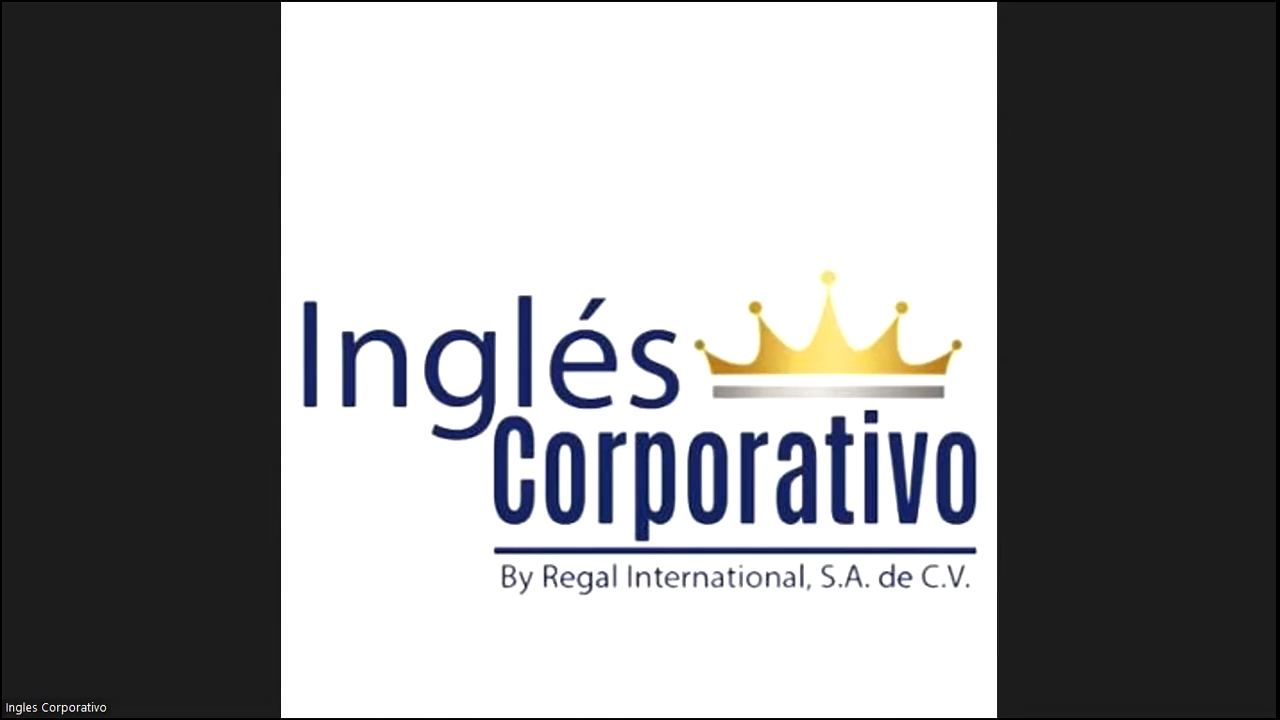 Inglés
Corporativo
By Regal International, S.A. de C.V.
Ingles Corporativo